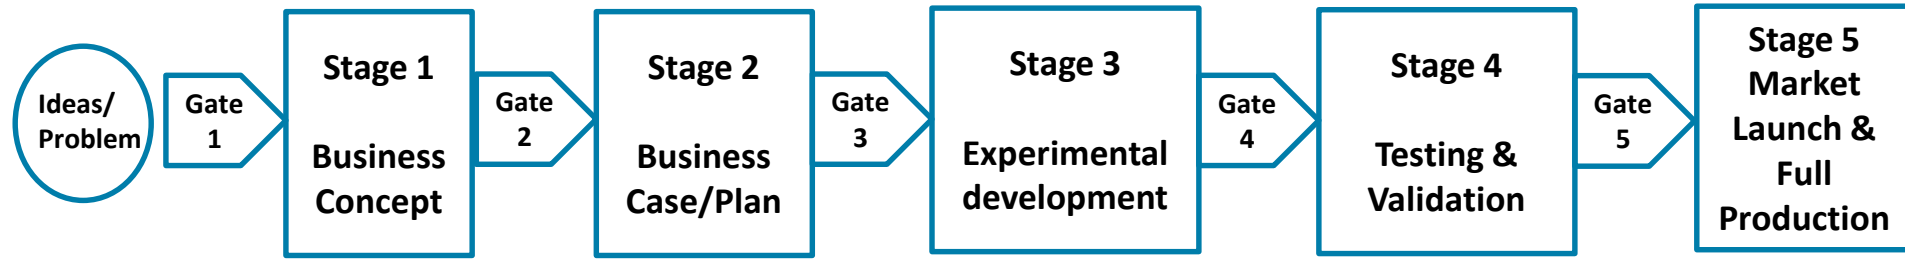 Ideas/
Problem
Gate
1
Stage 1
Business
Concept
Gate
2
Stage 2
Business
Case/Plan
Gate
3
Stage 3
Experimental
development
Gate
4
Stage 4
Testing &
Validation
Gate
5
Stage 5
Market
Launch &
Full
Production